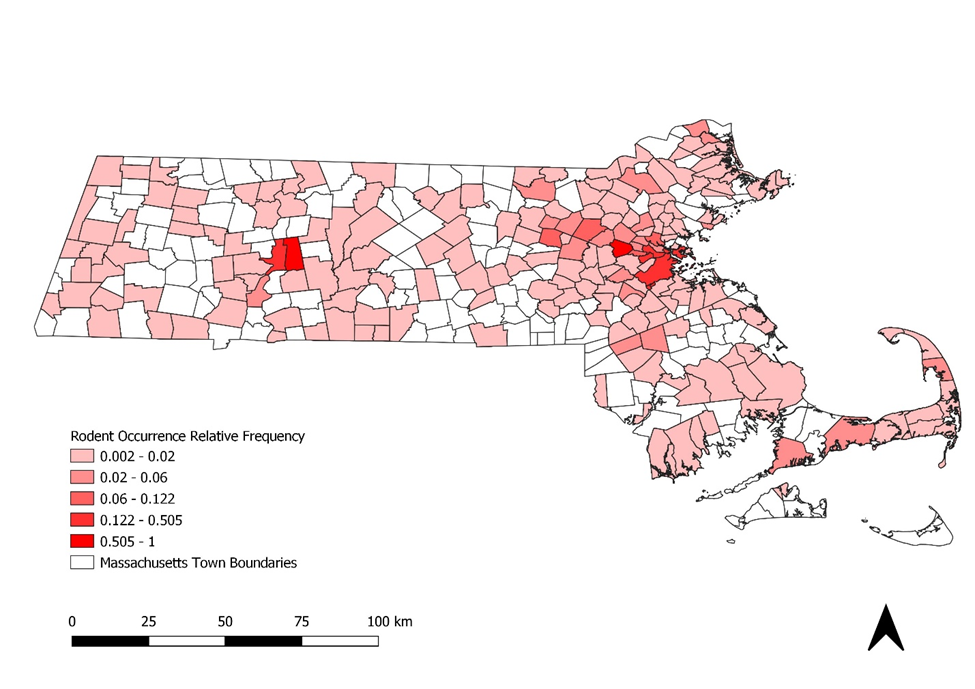 Rodent Occurrence Relative Frequency
0.002 - 0.02
0.02 - 0.06
0.06 - 0.122
0.122 - 0.505
0.505 - 1
Massachusetts Town Boundaries
0 25 50 75 100 km